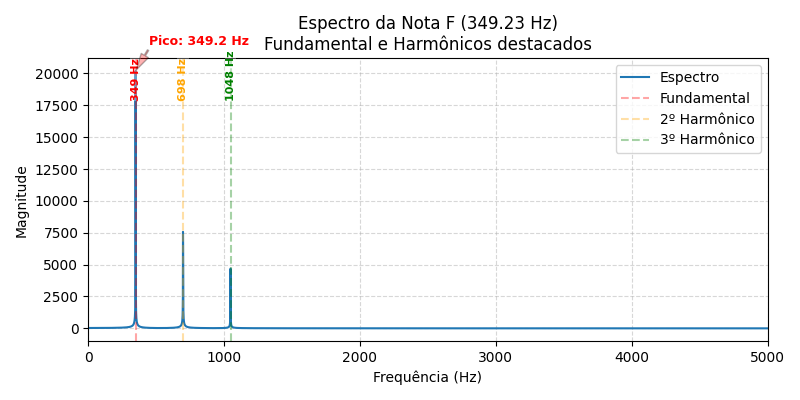 Espectro da Nota F (349.23 Hz)
Fundamental e Harmônicos destacados
Pico: 349.2 Hz
349 Hz
698 Hz
1048 Hz
Espectro
Fundamental
2º Harmônico
3º Harmônico
Magnitude
20000
17500
15000
12500
10000
7500
5000
2500
0
0 1000 2000 3000 4000 5000
Frequência (Hz)